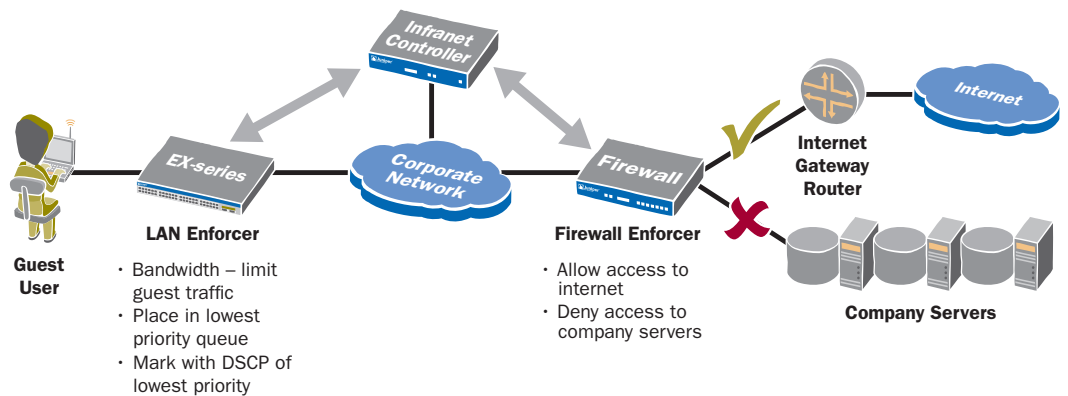 Infranet
Controller
EX-series
Corporate
Network
Firewall
Internet
Internet
Gateway
Router
LAN Enforcer
· Bandwidth – limit
guest traffic
· Place in lowest
priority queue
· Mark with DSCP of
lowest priority
Guest
User
Firewall Enforcer
· Allow access to
internet
· Deny access to
company servers
Company Servers